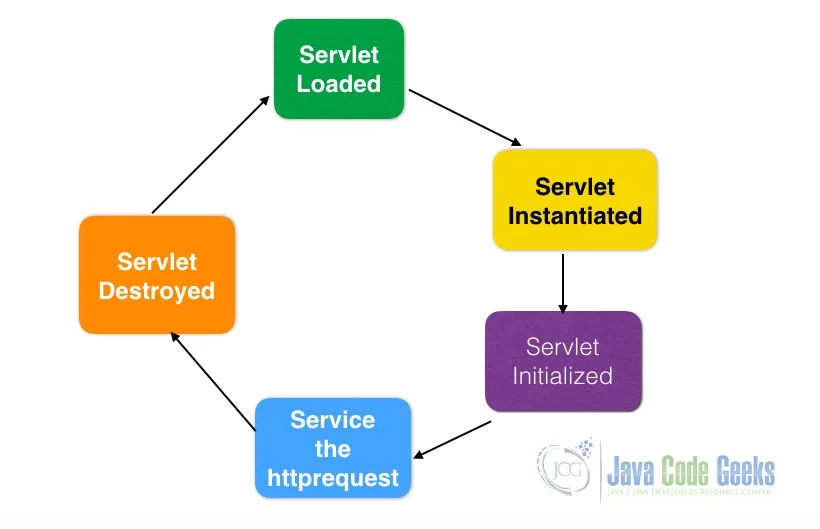 Servlet
Loaded
Servlet
Instantiated
Servlet
Initialized
Service
the
httprequest
Servlet
Destroyed
JCG
Java Code Geeks
JAVA 2 JAVA DEVELOPERS RESOURCE CENTER